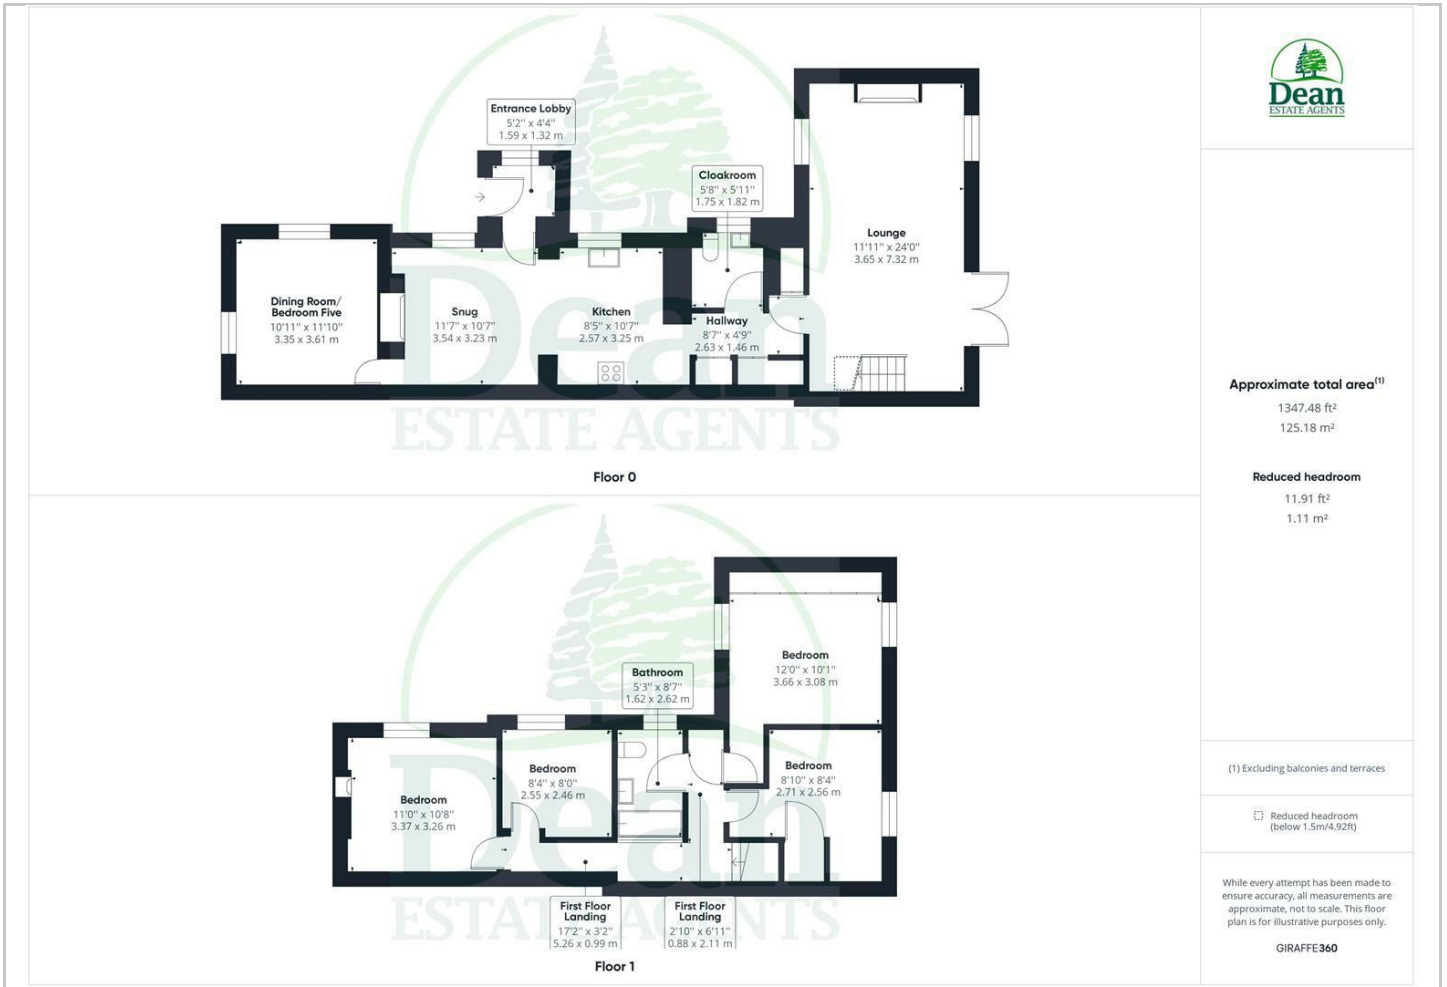 Entrance Lobby
5'2" x 4'4"
1.59 x 1.32 m
Cloakroom
5'8" x 5'11"
1.75 x 1.82 m
Lounge
11'11" x 24'0"
3.65 x 7.32 m
Dining Room/
Bedroom Five
10'11" x 11'10"
3.35 x 3.61 m
Snug
11'7" x 10'7"
3.54 x 3.23 m
Kitchen
8'5" x 10'7"
2.57 x 3.25 m
Hallway
8'7" x 4'9"
2.63 x 1.46 m
Dean
ESTATE AGENTS
Floor 0
Bedroom
12'0" x 10'1"
3.66 x 3.08 m
Bathroom
5'3" x 8'7"
1.62 x 2.62 m
Bedroom
8'4" x 8'0"
2.55 x 2.46 m
Bedroom
8'10" x 8'4"
2.71 x 2.56 m
Bedroom
11'0" x 10'8"
3.37 x 3.26 m
First Floor
Landing
17'2" x 3'2"
5.26 x 0.99 m
First Floor
Landing
2'10" x 6'11"
0.88 x 2.11 m
Dean
ESTATE AGENTS
Floor 1
Dean
ESTATE AGENTS
Approximate total area(1)
1347.48 ft²
125.18 m²
Reduced headroom
11.91 ft²
1.11 m²
(1) Excluding balconies and terraces
Reduced headroom
(below 1.5m/4.92ft)
While every attempt has been made to
ensure accuracy, all measurements are
approximate, not to scale. This floor
plan is for illustrative purposes only.
GIRAFFE360